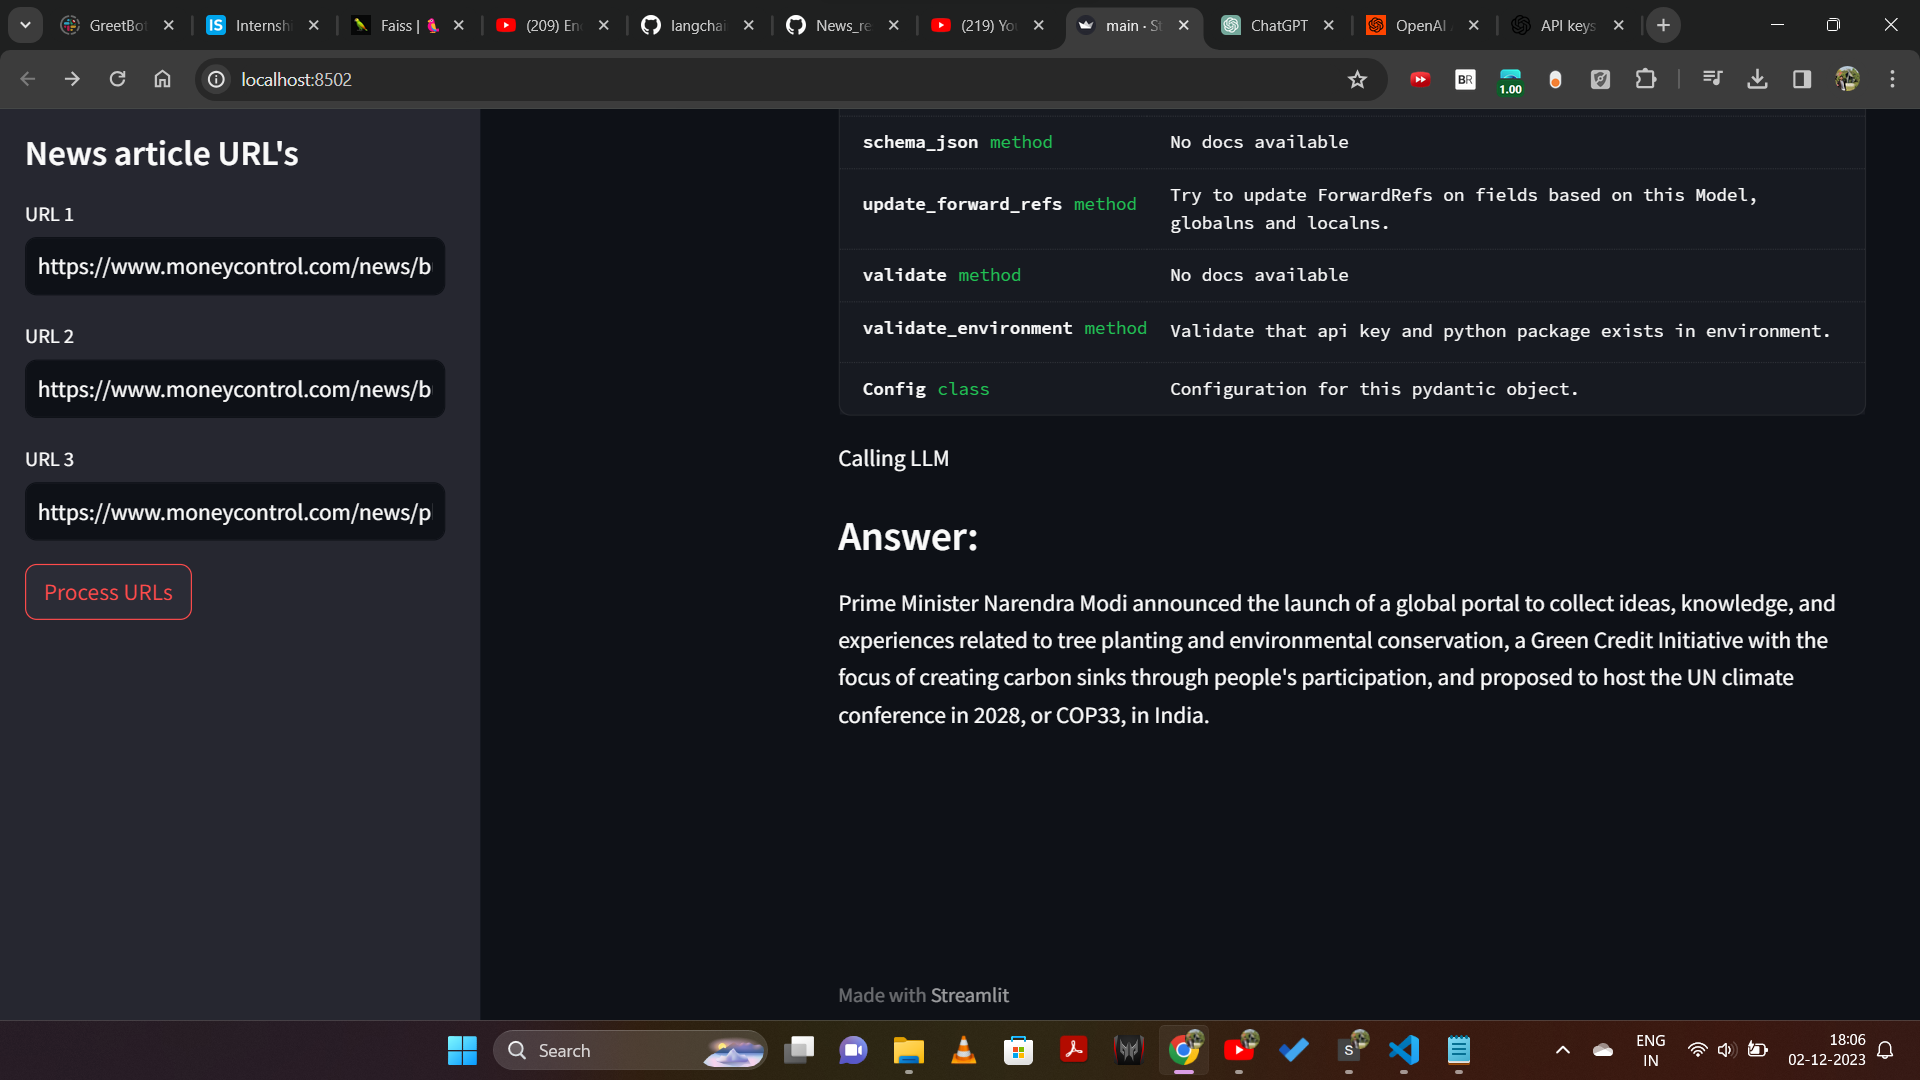 GreetBot
Internshi
Faiss |
(209) En
langchai
News_re
(219) Yo
main · St
ChatGPT
OpenAI
API keys
localhost:8502
BR
1.00
News article URL's
URL 1
https://www.moneycontrol.com/news/b
URL 2
https://www.moneycontrol.com/news/b
URL 3
https://www.moneycontrol.com/news/p
Process URLs
schema_json method No docs available
update_forward_refs method Try to update ForwardRefs on fields based on this Model,
globalns and localns.
validate method No docs available
validate_environment method Validate that api key and python package exists in environment.
Config class Configuration for this pydantic object.
Calling LLM
Answer:
Prime Minister Narendra Modi announced the launch of a global portal to collect ideas, knowledge, and
experiences related to tree planting and environmental conservation, a Green Credit Initiative with the
focus of creating carbon sinks through people's participation, and proposed to host the UN climate
conference in 2028, or COP33, in India.
Made with Streamlit
Search
S
ENG
IN
18:06
02-12-2023